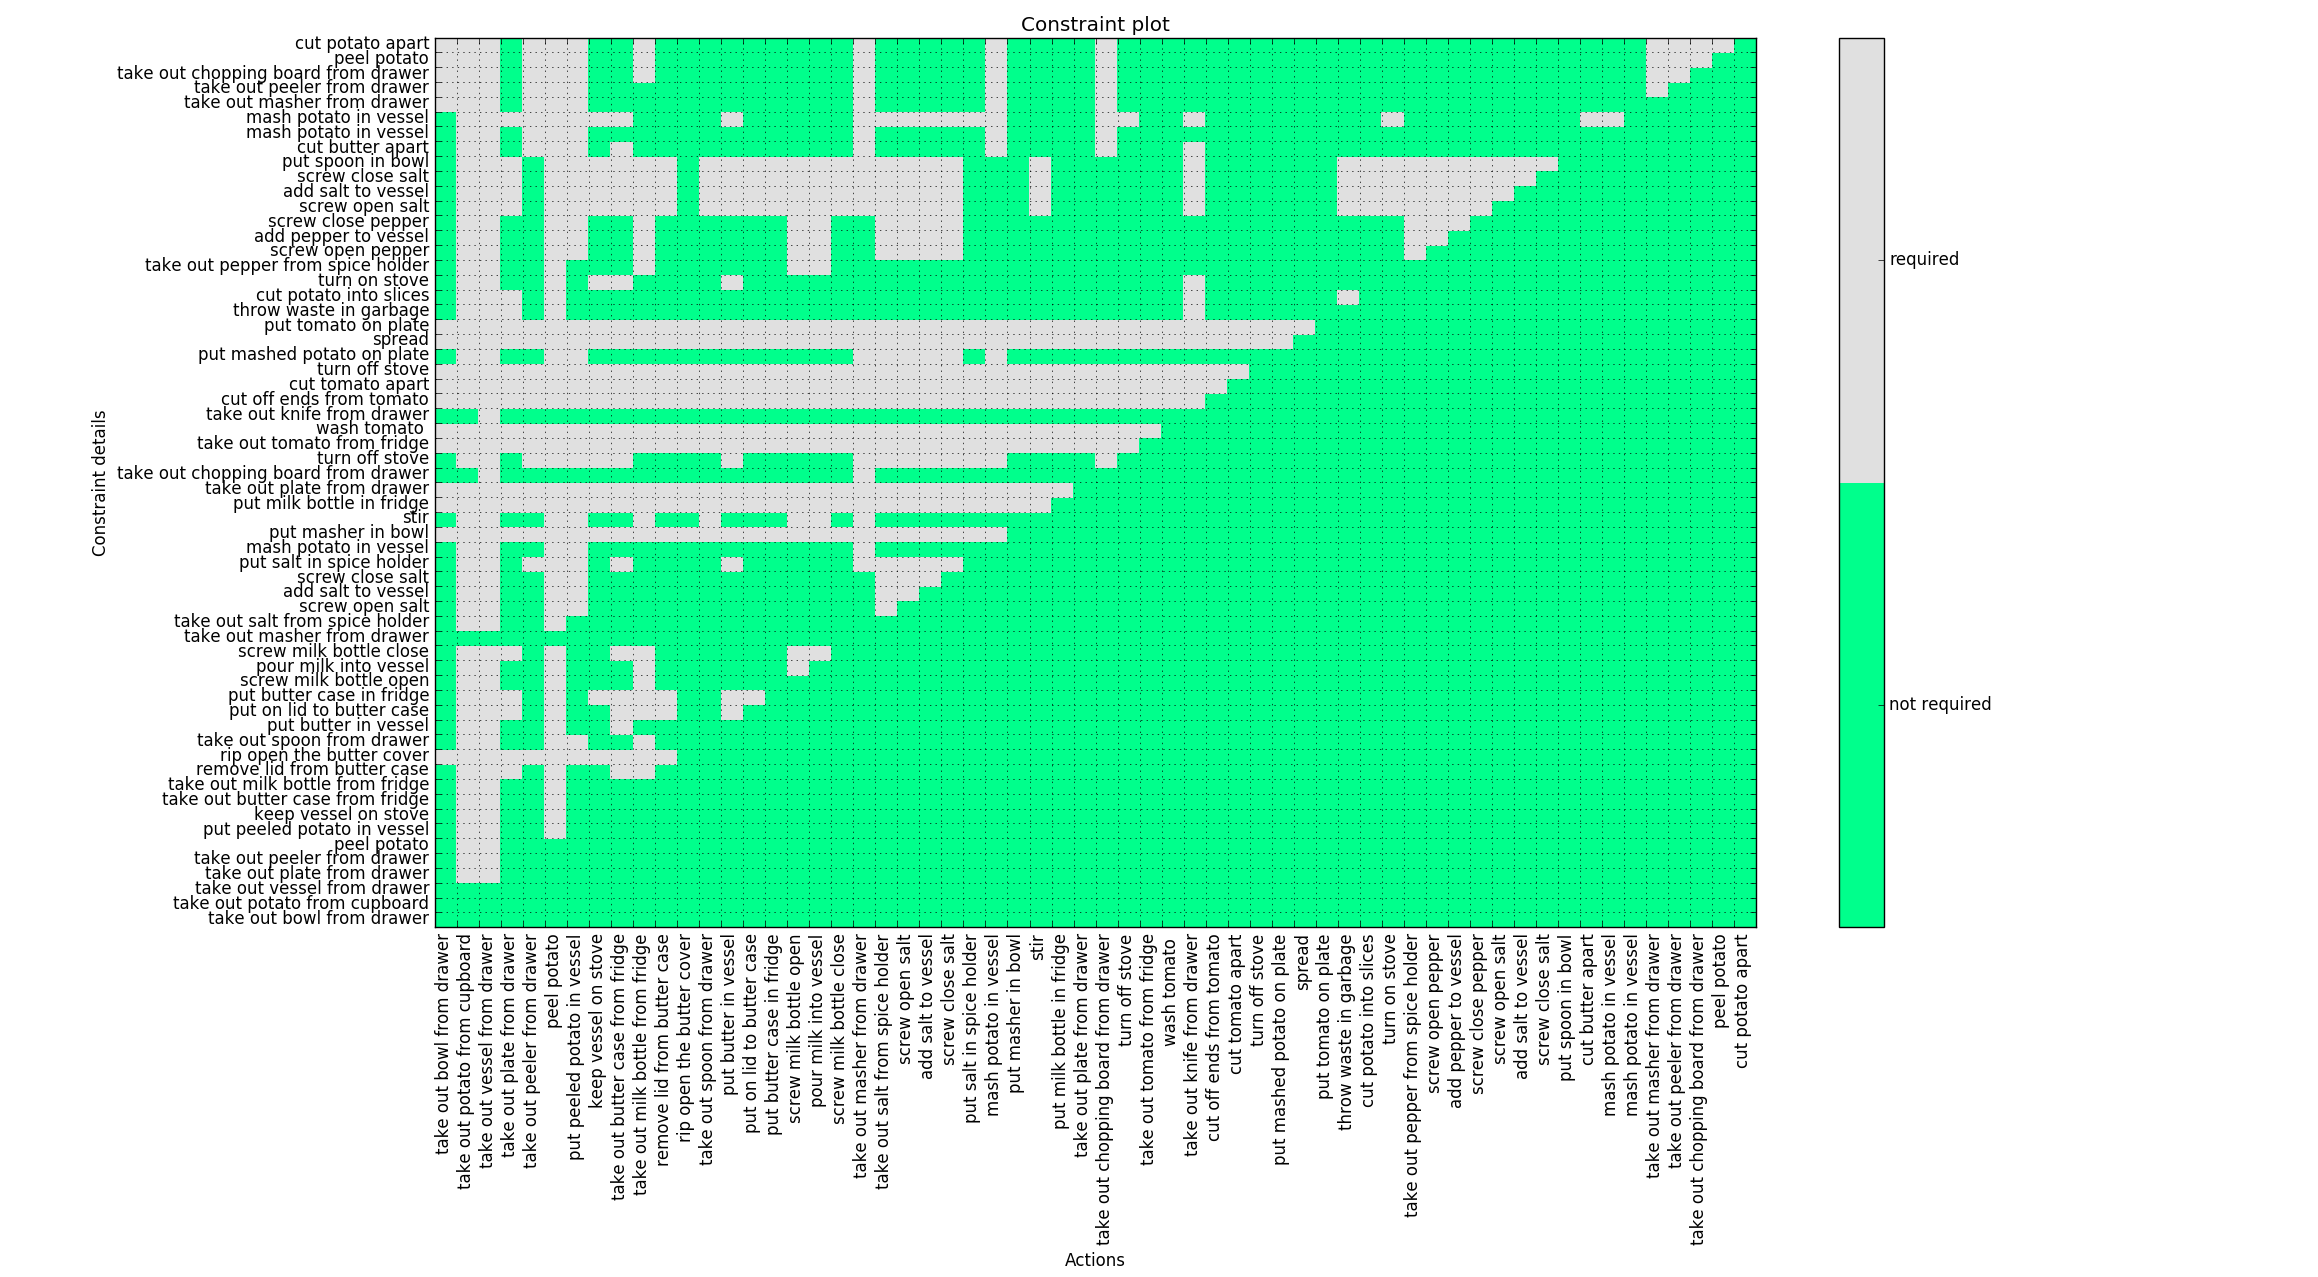 Constraint plot
cut potato apart
peel potato
take out chopping board from drawer
take out peeler from drawer
take out masher from drawer
mash potato in vessel
mash potato in vessel
cut butter apart
put spoon in bowl
screw close salt
add salt to vessel
screw open salt
screw close pepper
add pepper to vessel
screw open pepper
take out pepper from spice holder
turn on stove
cut potato into slices
throw waste in garbage
put tomato on plate
spread
put mashed potato on plate
turn off stove
cut tomato apart
cut off ends from tomato
take out knife from drawer
wash tomato
take out tomato from fridge
turn off stove
take out chopping board from drawer
take out plate from drawer
put milk bottle in fridge
stir
put masher in bowl
mash potato in vessel
put salt in spice holder
screw close salt
add salt to vessel
screw open salt
take out salt from spice holder
take out masher from drawer
screw milk bottle close
pour milk into vessel
screw milk bottle open
put butter case in fridge
put on lid to butter case
put butter in vessel
take out spoon from drawer
rip open the butter cover
remove lid from butter case
take out milk bottle from fridge
take out butter case from fridge
keep vessel on stove
put peeled potato in vessel
peel potato
take out peeler from drawer
take out plate from drawer
take out vessel from drawer
take out potato from cupboard
take out bowl from drawer
Constraint details
take out bowl from drawer
take out potato from cupboard
take out vessel from drawer
take out plate from drawer
take out peeler from drawer
peel potato
put peeled potato in vessel
keep vessel on stove
take out butter case from fridge
take out milk bottle from fridge
remove lid from butter case
rip open the butter cover
take out spoon from drawer
put butter in vessel
put on lid to butter case
put butter case in fridge
screw milk bottle open
pour milk into vessel
screw milk bottle close
take out masher from drawer
take out salt from spice holder
screw open salt
add salt to vessel
screw close salt
put salt in spice holder
mash potato in vessel
put masher in bowl
stir
put milk bottle in fridge
take out plate from drawer
take out chopping board from drawer
turn off stove
take out tomato from fridge
wash tomato
take out knife from drawer
cut off ends from tomato
cut tomato apart
turn off stove
put mashed potato on plate
spread
put tomato on plate
throw waste in garbage
cut potato into slices
turn on stove
take out pepper from spice holder
screw open pepper
add pepper to vessel
screw close pepper
screw open salt
add salt to vessel
screw close salt
put spoon in bowl
cut butter apart
mash potato in vessel
mash potato in vessel
take out masher from drawer
take out peeler from drawer
take out chopping board from drawer
peel potato
cut potato apart
Actions
required
not required